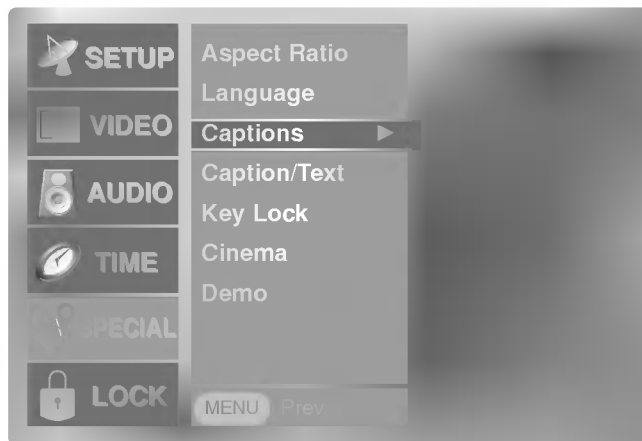 SETUP
VIDEO
AUDIO
TIME
SPECIAL
LOCK
Aspect Ratio
Language
Captions
Caption/Text
Key Lock
Cinema
Demo
MENU Prev.